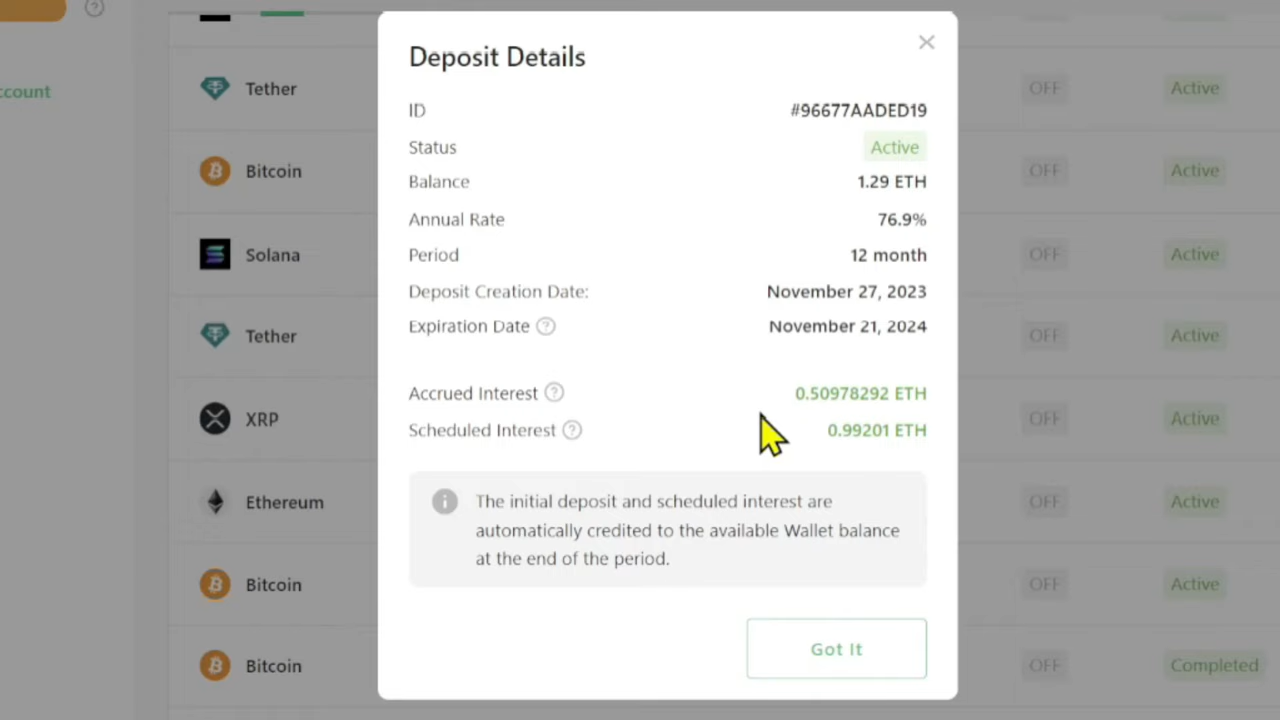 Deposit Details
ID #96677AADED19
Status Active
Balance 1.29 ETH
Annual Rate 76.9%
Period 12 month
Deposit Creation Date: November 27, 2023
Expiration Date ? November 21, 2024
Accrued Interest ? 0.50978292 ETH
Scheduled Interest ? 0.99201 ETH
The initial deposit and scheduled interest are
automatically credited to the available Wallet balance
at the end of the period.
Got It
?
ccount
Tether OFF Active
Bitcoin OFF Active
Solana OFF Active
Tether OFF Active
XRP OFF Active
Ethereum OFF Active
Bitcoin OFF Active
Bitcoin OFF Completed